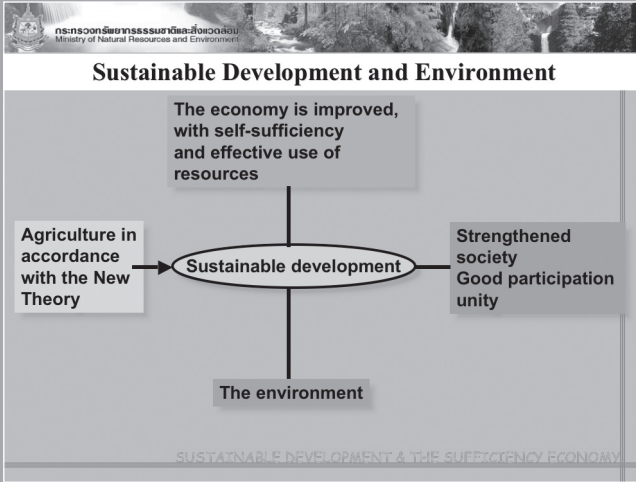 กระทรวงทรัพยากรธรรมชาติและสิ่งแวดล้อม
Ministry of Natural Resources and Environment
Sustainable Development and Environment
The economy is improved,
with self-sufficiency
and effective use of
resources
Agriculture in
accordance
with the New
Theory
Sustainable development
Strengthened
society
Good participation
unity
The environment
SUSTAINABLE DEVELOPMENT & THE SUFFICIENCY ECONOMY